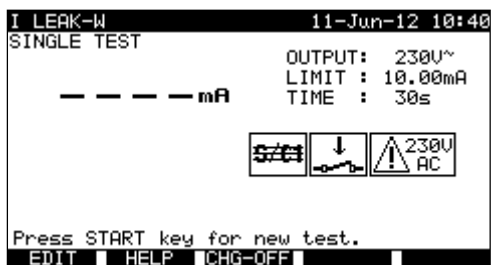 I LEAK-W 11-Jun-12 10:40
SINGLE TEST
OUTPUT: 230V~
LIMIT : 10.00mA
TIME : 30s
– – – – mA
S/C1
230V
AC
Press START key for new test.
EDIT HELP CHG-OFF